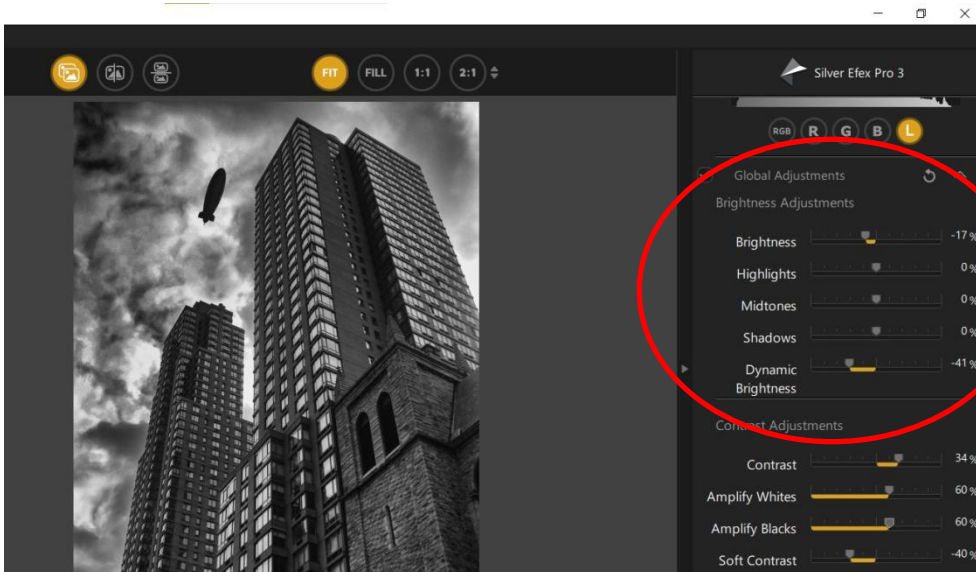 FIT FILL 1:1 2:1
Silver Efex Pro 3
RGB R G B L
Global Adjustments
Brightness Adjustments
Brightness -17%
Highlights 0%
Midtones 0%
Shadows 0%
Dynamic -41%
Brightness
Contrast Adjustments
Contrast 34%
Amplify Whites 60%
Amplify Blacks 60%
Soft Contrast -40%